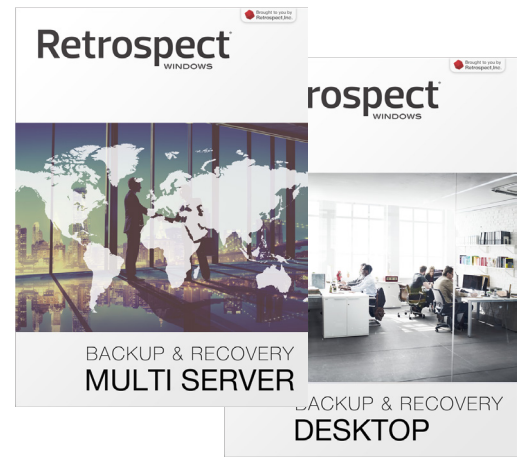 Brought to you by
Retrospect, Inc.
Retrospect
WINDOWS
BACKUP & RECOVERY
MULTI SERVER
Brought to you by
Retrospect, Inc.
rospect
WINDOWS
BACKUP & RECOVERY
DESKTOP